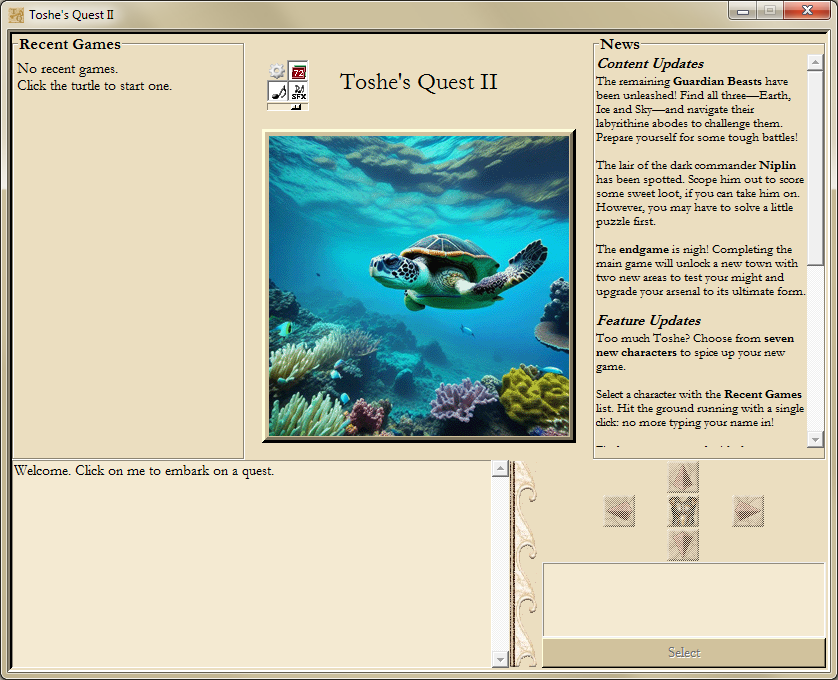 Toshe's Quest II
Recent Games
No recent games.
Click the turtle to start one.
72
SFX
Toshe's Quest II
News
Content Updates
The remaining Guardian Beasts have
been unleashed! Find all three—Earth,
Ice and Sky—and navigate their
labyrithine abodes to challenge them.
Prepare yourself for some tough battles!
The lair of the dark commander Niplin
has been spotted. Scope him out to score
some sweet loot, if you can take him on.
However, you may have to solve a little
puzzle first.
The endgame is nigh! Completing the
main game will unlock a new town with
two new areas to test your might and
upgrade your arsenal to its ultimate form.
Feature Updates
Too much Toshe? Choose from seven
new characters to spice up your new
game.
Select a character with the Recent Games
list. Hit the ground running with a single
click: no more typing your name in!
Welcome. Click on me to embark on a quest.
Select